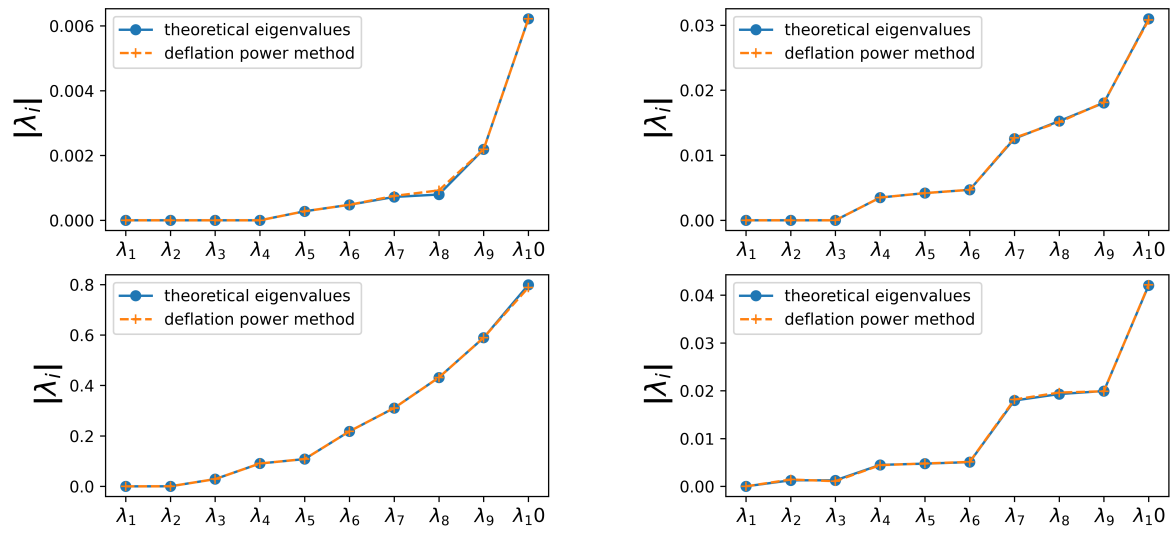 theoretical eigenvalues
deflation power method
|λi|
0.006
0.004
0.002
0.000
λ1 λ2 λ3 λ4 λ5 λ6 λ7 λ8 λ9 λ10
theoretical eigenvalues
deflation power method
|λi|
0.03
0.02
0.01
0.00
λ1 λ2 λ3 λ4 λ5 λ6 λ7 λ8 λ9 λ10
theoretical eigenvalues
deflation power method
|λi|
0.8
0.6
0.4
0.2
0.0
λ1 λ2 λ3 λ4 λ5 λ6 λ7 λ8 λ9 λ10
theoretical eigenvalues
deflation power method
|λi|
0.04
0.03
0.02
0.01
0.00
λ1 λ2 λ3 λ4 λ5 λ6 λ7 λ8 λ9 λ10